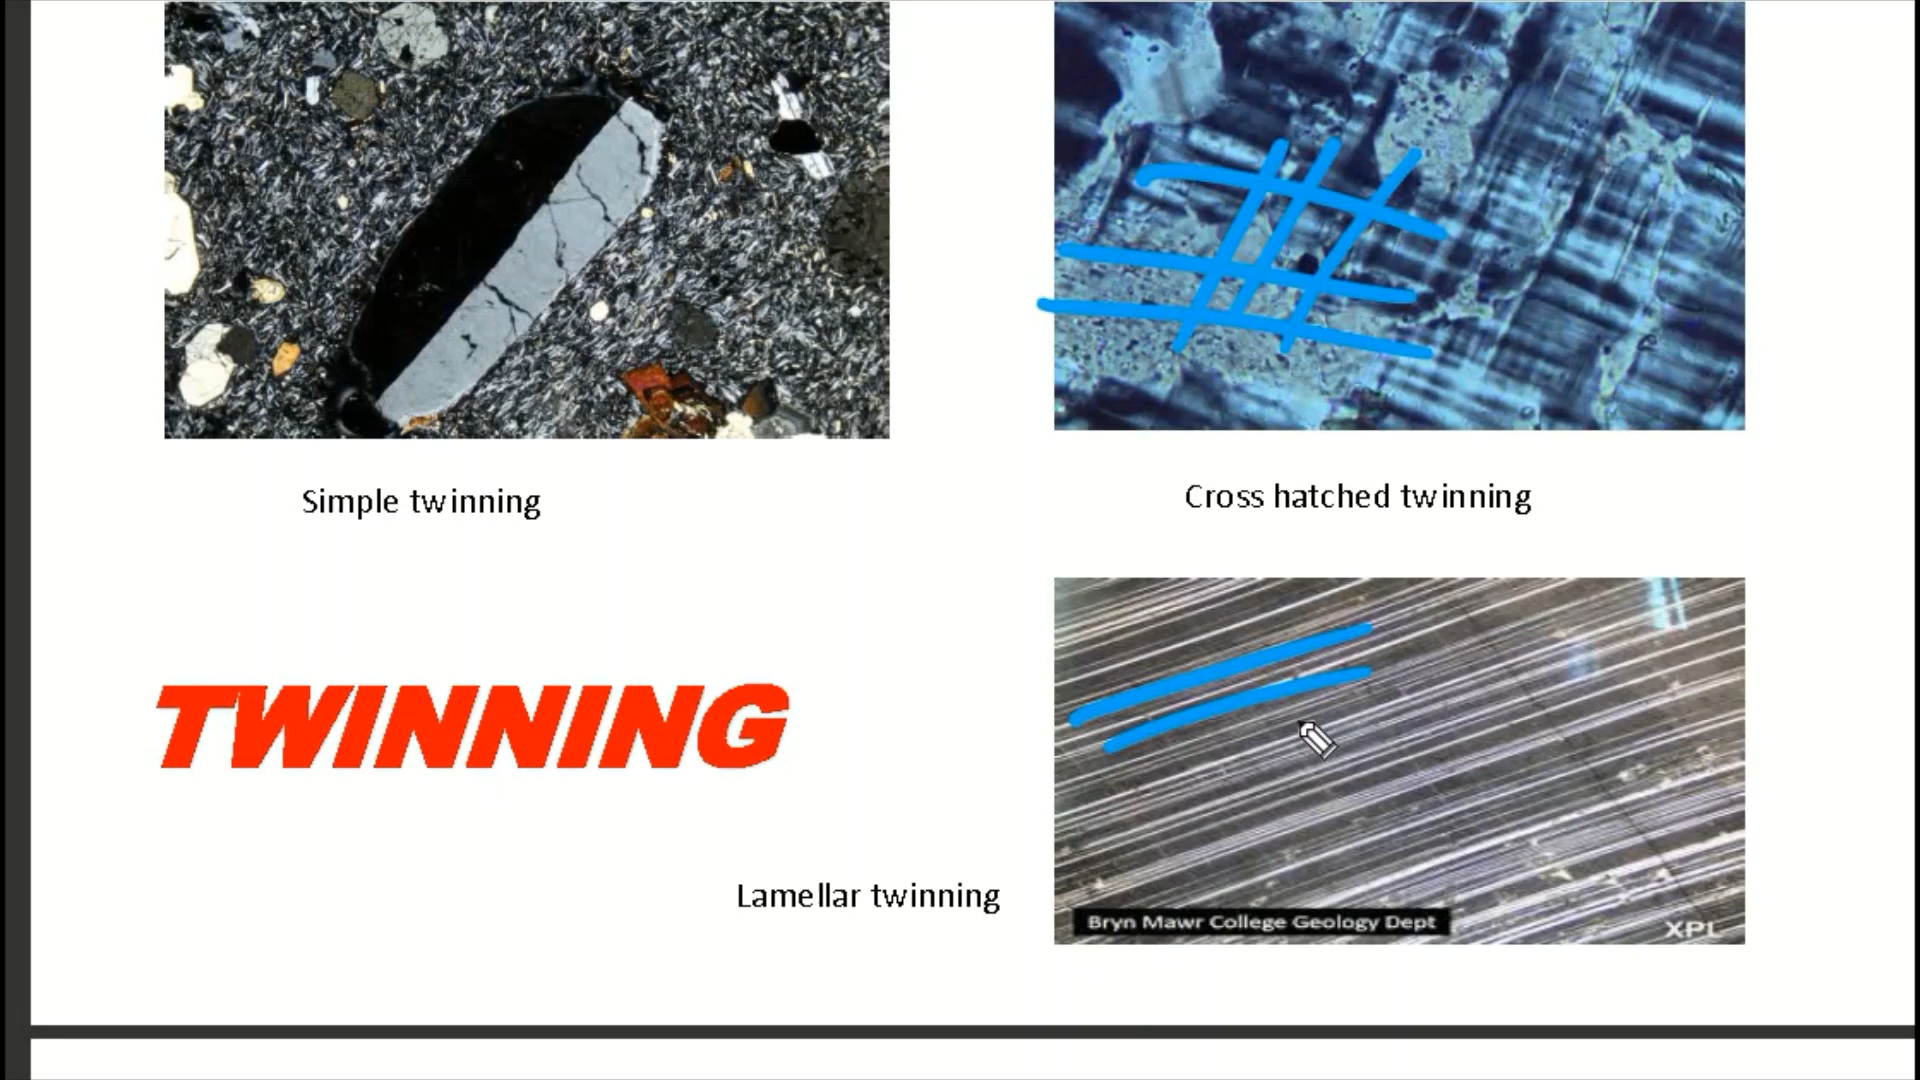 Simple twinning
Cross hatched twinning
TWINNING
Lamellar twinning
Bryn Mawr College Geology Dept
XPL